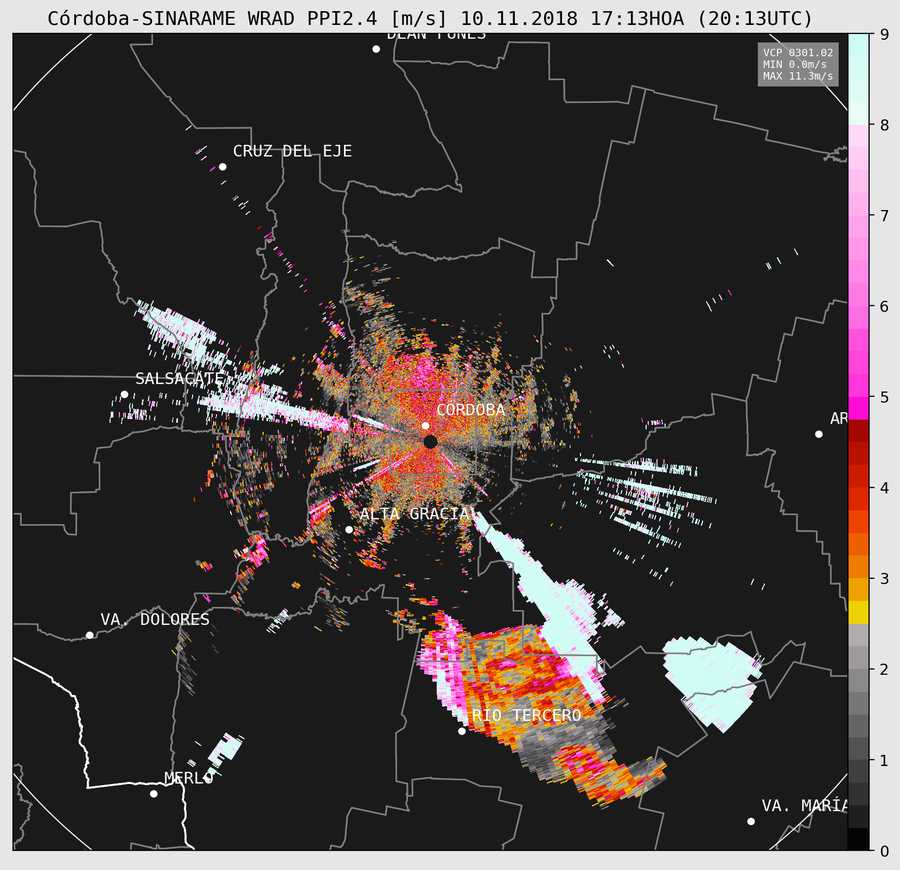 Córdoba-SINARAME WRAD PPI2.4 [m/s] 10.11.2018 17:13HOA (20:13UTC)
DEAN FUNES
VCP 0301.02
MIN 0.0m/s
MAX 11.3m/s
9
8
CRUZ DEL EJE
7
6
SALSACATE
5
CORDOBA
AR
4
ALTA GRACIA
3
VA. DOLORES
2
RIO TERCERO
1
MERLO
VA. MARÍA
0